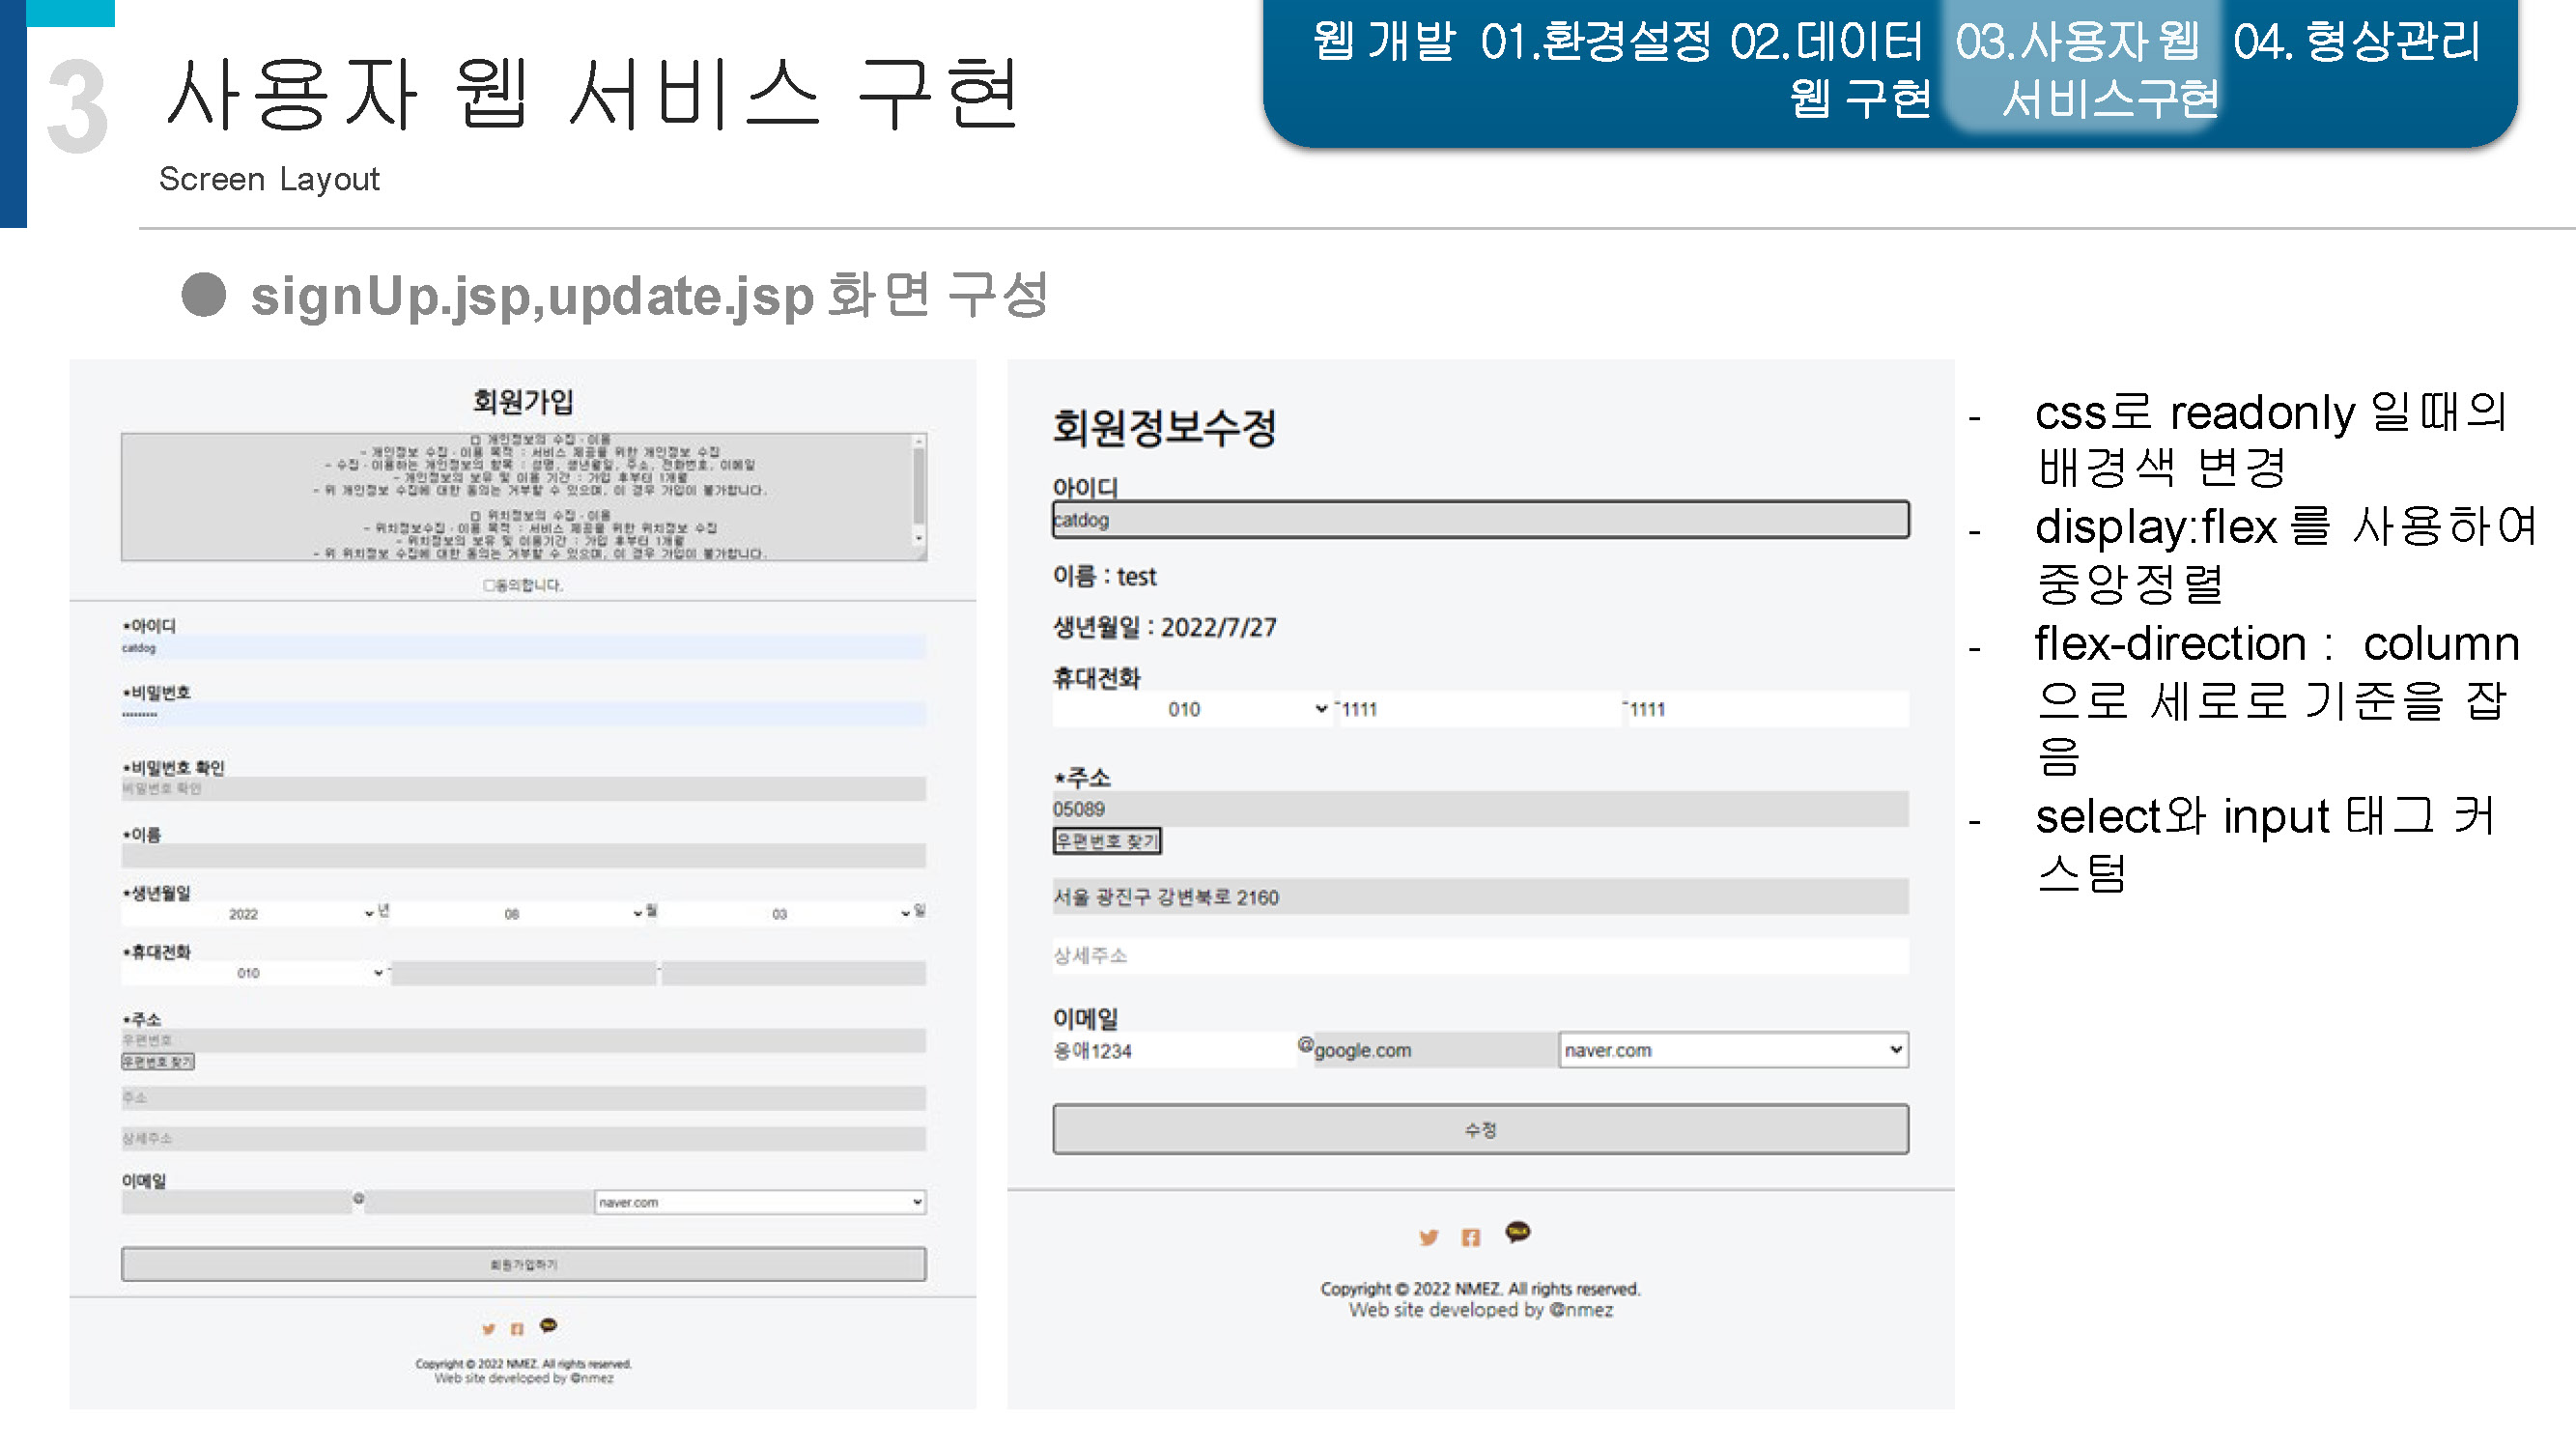 3
사용자 웹 서비스 구현
Screen Layout
웹 개발 01.환경설정 02.데이터 03.사용자 웹 04. 형상관리
웹 구현 서비스구현
● signUp.jsp,update.jsp 화면 구성
회원가입
□ 개인정보의 수집·이용
- 개인정보 수집·이용 목적 : 서비스 제공을 위한 개인정보 수집
- 수집·이용하는 개인정보의 항목 : 성명, 생년월일, 주소, 전화번호, 이메일
- 개인정보의 보유 및 이용 기간 : 가입 후부터 1개월
- 위 개인정보 수집에 대한 동의는 거부할 수 있으며, 이 경우 가입이 불가합니다.
□ 위치정보의 수집·이용
- 위치정보수집·이용 목적 : 서비스 제공을 위한 위치정보 수집
- 위치정보의 보유 및 이용기간 : 가입 후부터 1개월
- 위 위치정보 수집에 대한 동의는 거부할 수 있으며, 이 경우 가입이 불가합니다.
□동의합니다.
*아이디
catdog
*비밀번호
•••••••••
*비밀번호 확인
비밀번호 확인
*이름
*생년월일
2022 년 08 월 03 일
*휴대전화
010 - -
*주소
우편번호
우편번호 찾기
주소
상세주소
이메일
@ naver.com
회원가입하기
Copyright © 2022 NMEZ. All rights reserved.
Web site developed by @nmez
회원정보수정
아이디
catdog
이름 : test
생년월일 : 2022/7/27
휴대전화
010 -1111 -1111
*주소
05089
우편번호 찾기
서울 광진구 강변북로 2160
상세주소
이메일
응애1234 @google.com naver.com
수정
TALK
Copyright © 2022 NMEZ. All rights reserved.
Web site developed by @nmez
- css로 readonly 일때의
배경색 변경
- display:flex 를 사용하여
중앙정렬
- flex-direction : column
으로 세로로 기준을 잡
음
- select와 input 태그 커
스텀